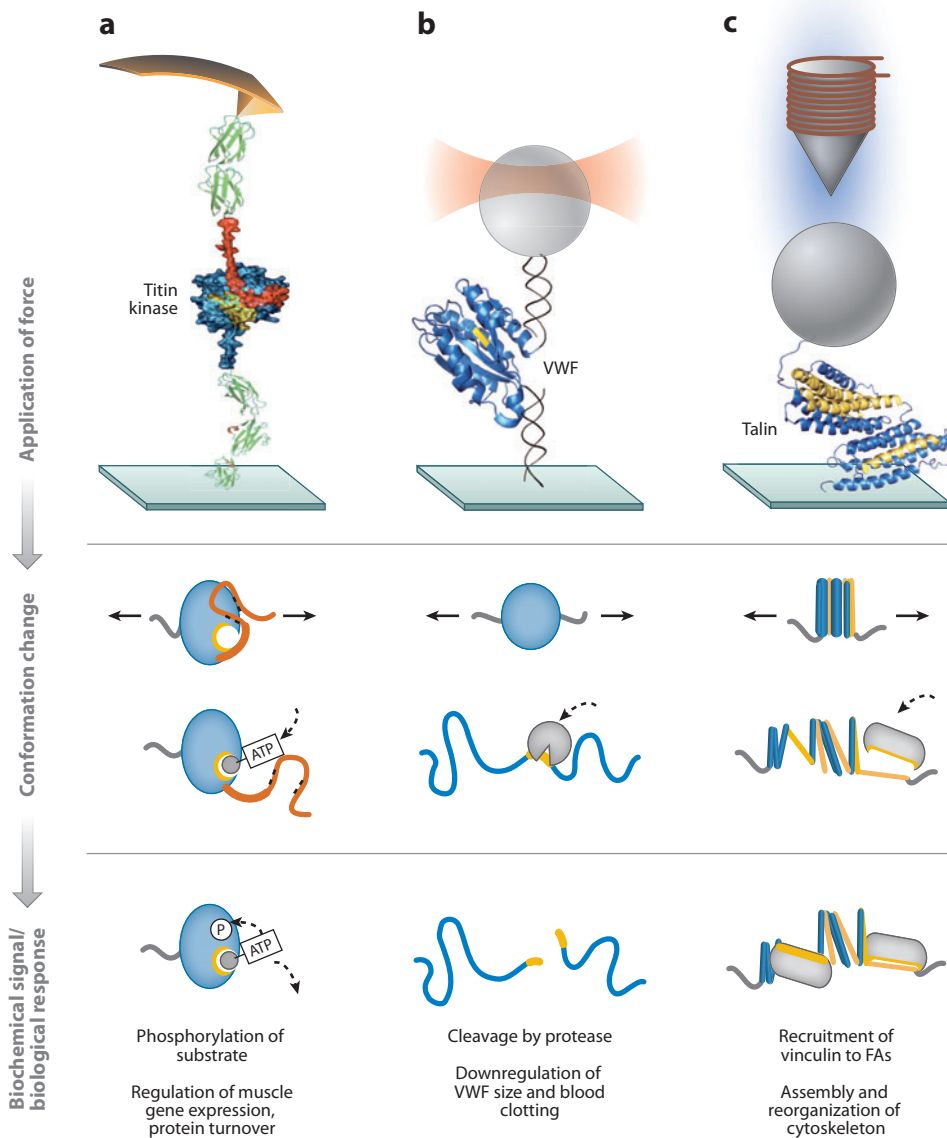 a
b
c
Application of force
Titin
kinase
VWF
Talin
Conformation change
ATP
Biochemical signal/
biological response
P
ATP
Phosphorylation of
substrate
Regulation of muscle
gene expression,
protein turnover
Cleavage by protease
Downregulation of
VWF size and blood
clotting
Recruitment of
vinculin to FAs
Assembly and
reorganization of
cytoskeleton